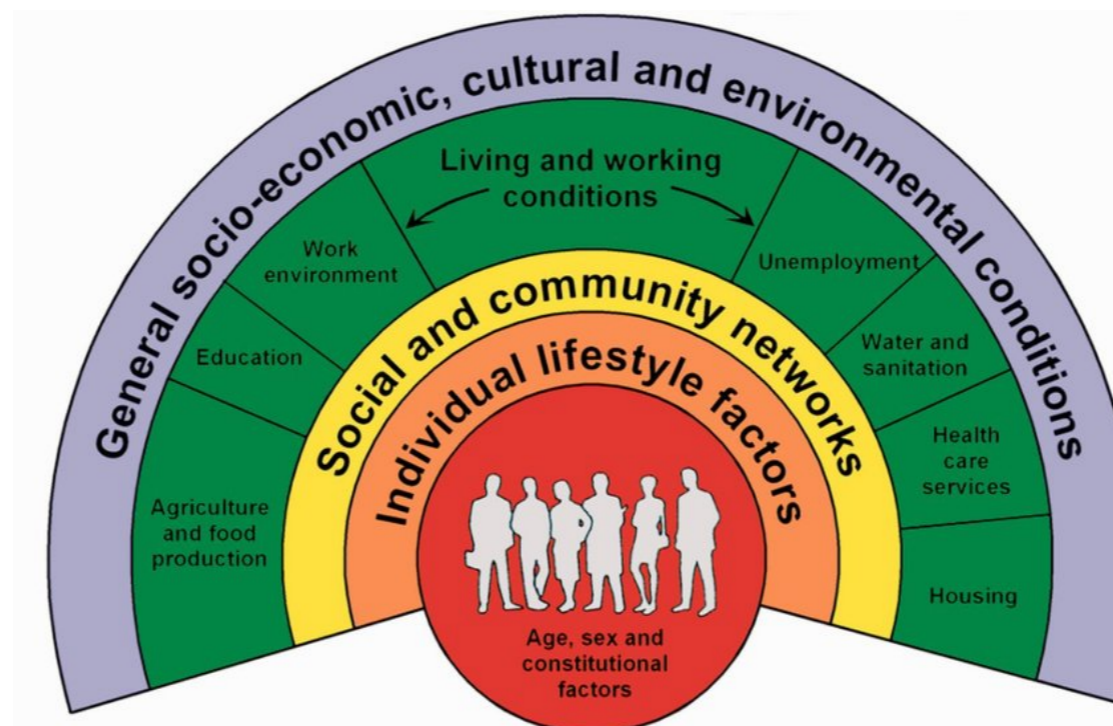 General socio-economic, cultural and environmental conditions
Living and working
conditions
Work
environment
Unemployment
Education
Water and
sanitation
Agriculture
and food
production
Health
care
services
Housing
Social and community networks
Individual lifestyle factors
Age, sex and
constitutional
factors